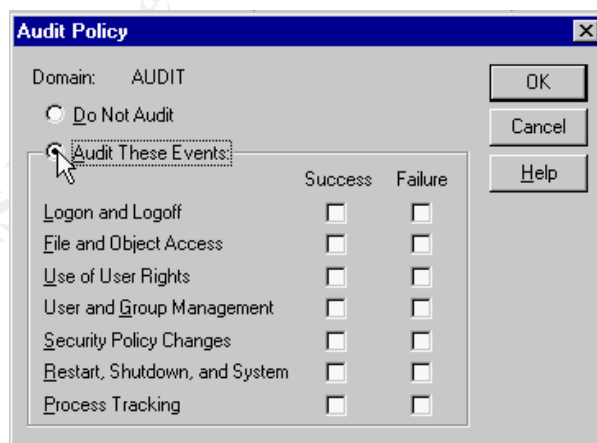 Audit Policy
Domain: AUDIT
Do Not Audit
Audit These Events:
OK
Cancel
Help
Success Failure
Logon and Logoff
File and Object Access
Use of User Rights
User and Group Management
Security Policy Changes
Restart, Shutdown, and System
Process Tracking